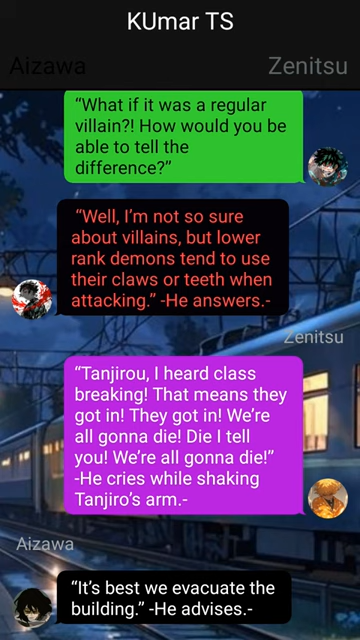 KUmar TS
Aizawa
Zenitsu
“What if it was a regular
villain?! How would you be
able to tell the
difference?”
“Well, I’m not so sure
about villains, but lower
rank demons tend to use
their claws or teeth when
attacking.” -He answers.-
Zenitsu
“Tanjirou, I heard class
breaking! That means they
got in! They got in! We’re
all gonna die! Die I tell
you! We’re all gonna die!”
-He cries while shaking
Tanjiro’s arm.-
Aizawa
“It’s best we evacuate the
building.” -He advises.-